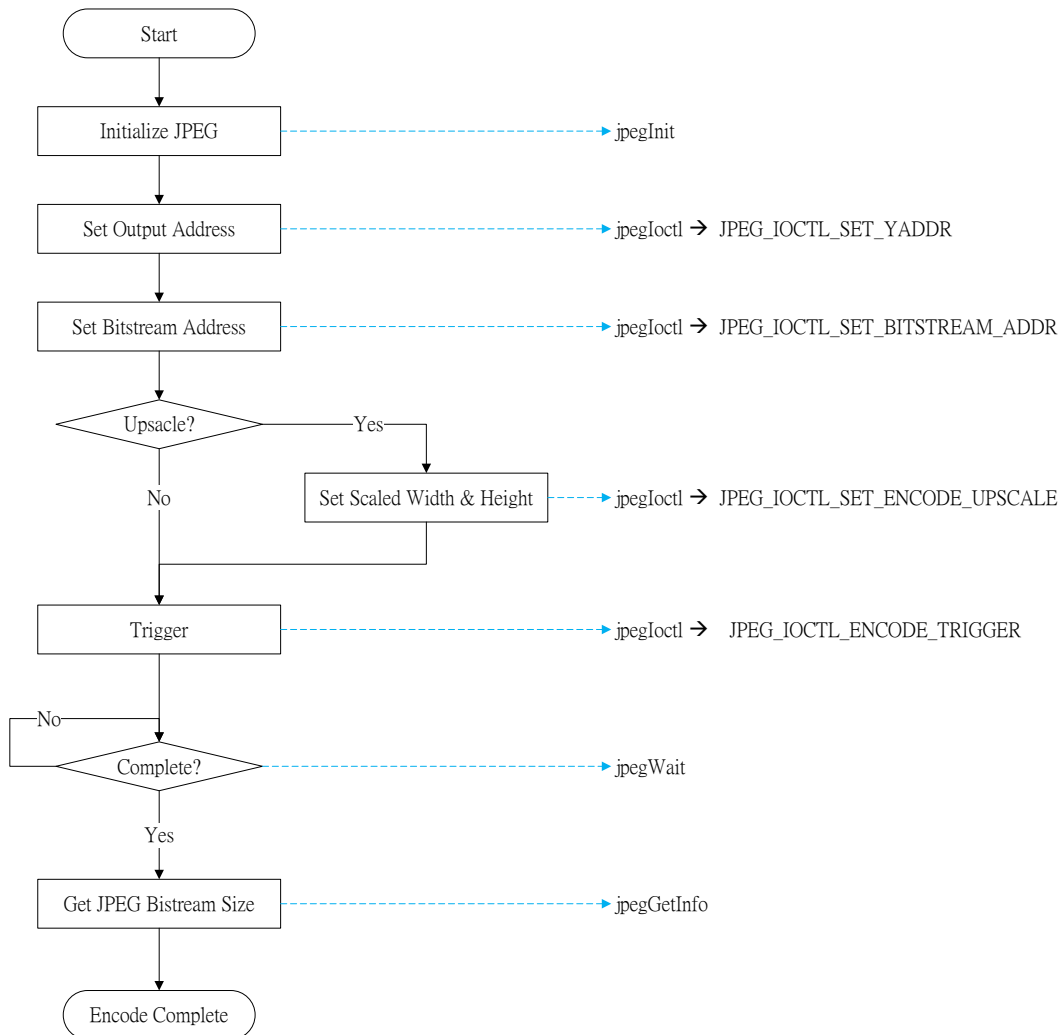 Start
Initialize JPEG
jpegInit
Set Output Address
jpegIoctl → JPEG_IOCTL_SET_YADDR
Set Bitstream Address
jpegIoctl → JPEG_IOCTL_SET_BITSTREAM_ADDR
Upsacle?
Yes
No
Set Scaled Width & Height
jpegIoctl → JPEG_IOCTL_SET_ENCODE_UPSCALE
Trigger
jpegIoctl → JPEG_IOCTL_ENCODE_TRIGGER
No
Complete?
jpegWait
Yes
Get JPEG Bistream Size
jpegGetInfo
Encode Complete